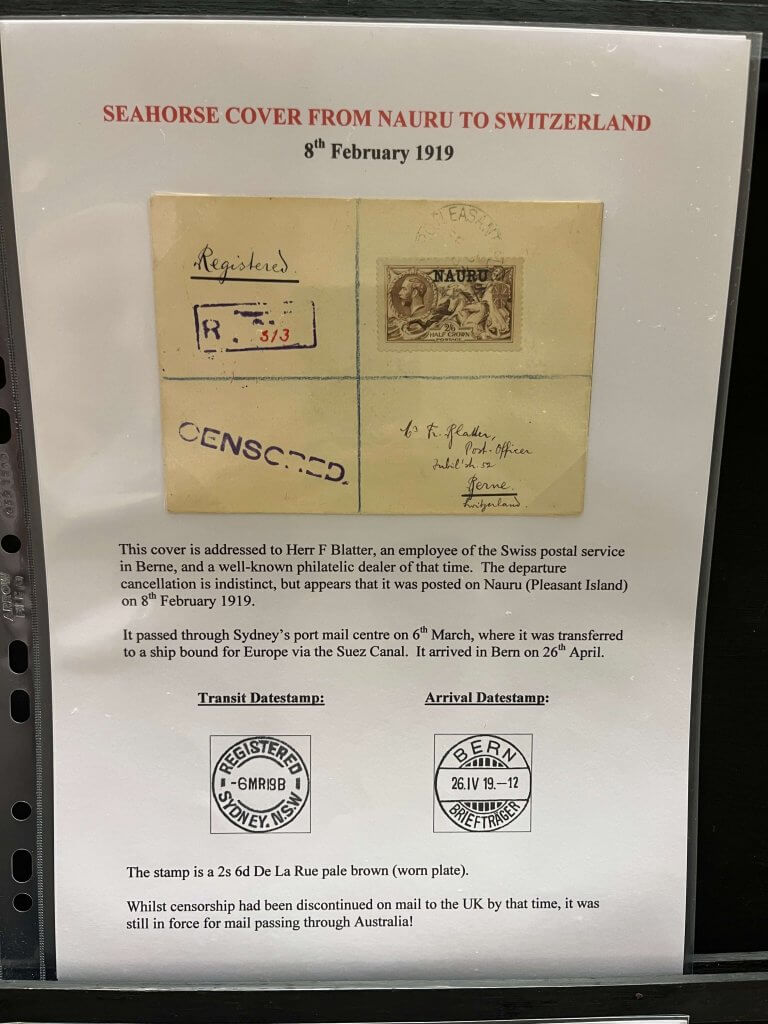 SEAHORSE COVER FROM NAURU TO SWITZERLAND
8th February 1919
Registered.
R. 313
NAURU
2/6
HALF CROWN
POSTAGE
CENSORED.
Fr. Blatter,
Post-Officer
52
Berne.
Switzerland.
This cover is addressed to Herr F Blatter, an employee of the Swiss postal service
in Berne, and a well-known philatelic dealer of that time. The departure
cancellation is indistinct, but appears that it was posted on Nauru (Pleasant Island)
on 8th February 1919.
It passed through Sydney's port mail centre on 6th March, where it was transferred
to a ship bound for Europe via the Suez Canal. It arrived in Bern on 26th April.
Transit Datestamp:
Arrival Datestamp:
REGISTERED
-6MR19B
SYDNEY. N.S.W
BERN
26.IV 19.–12
BRIEFTRÄGER
The stamp is a 2s 6d De La Rue pale brown (worn plate).
Whilst censorship had been discontinued on mail to the UK by that time, it was
still in force for mail passing through Australia!